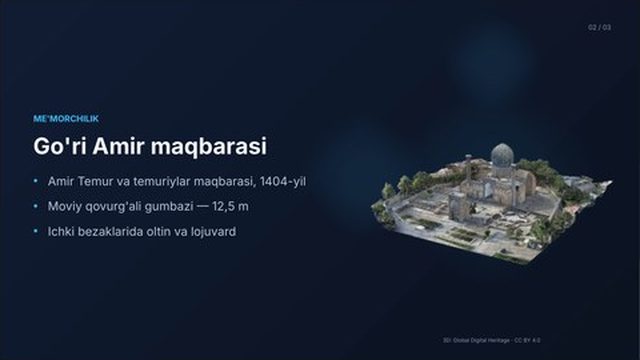 02 / 03
ME'MORCHILIK
Go'ri Amir maqbarasi
• Amir Temur va temuriylar maqbarasi, 1404-yil
• Moviy qovurg'ali gumbazi — 12,5 m
• Ichki bezaklarida oltin va lojuvard
3D: Global Digital Heritage · CC BY 4.0